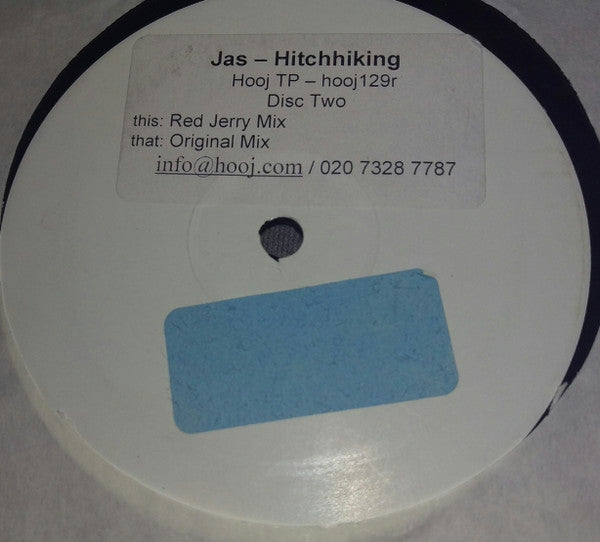 Jas – Hitchhiking
Hooj TP – hooj129r
Disc Two
this: Red Jerry Mix
that: Original Mix
info@hooj.com / 020 7328 7787